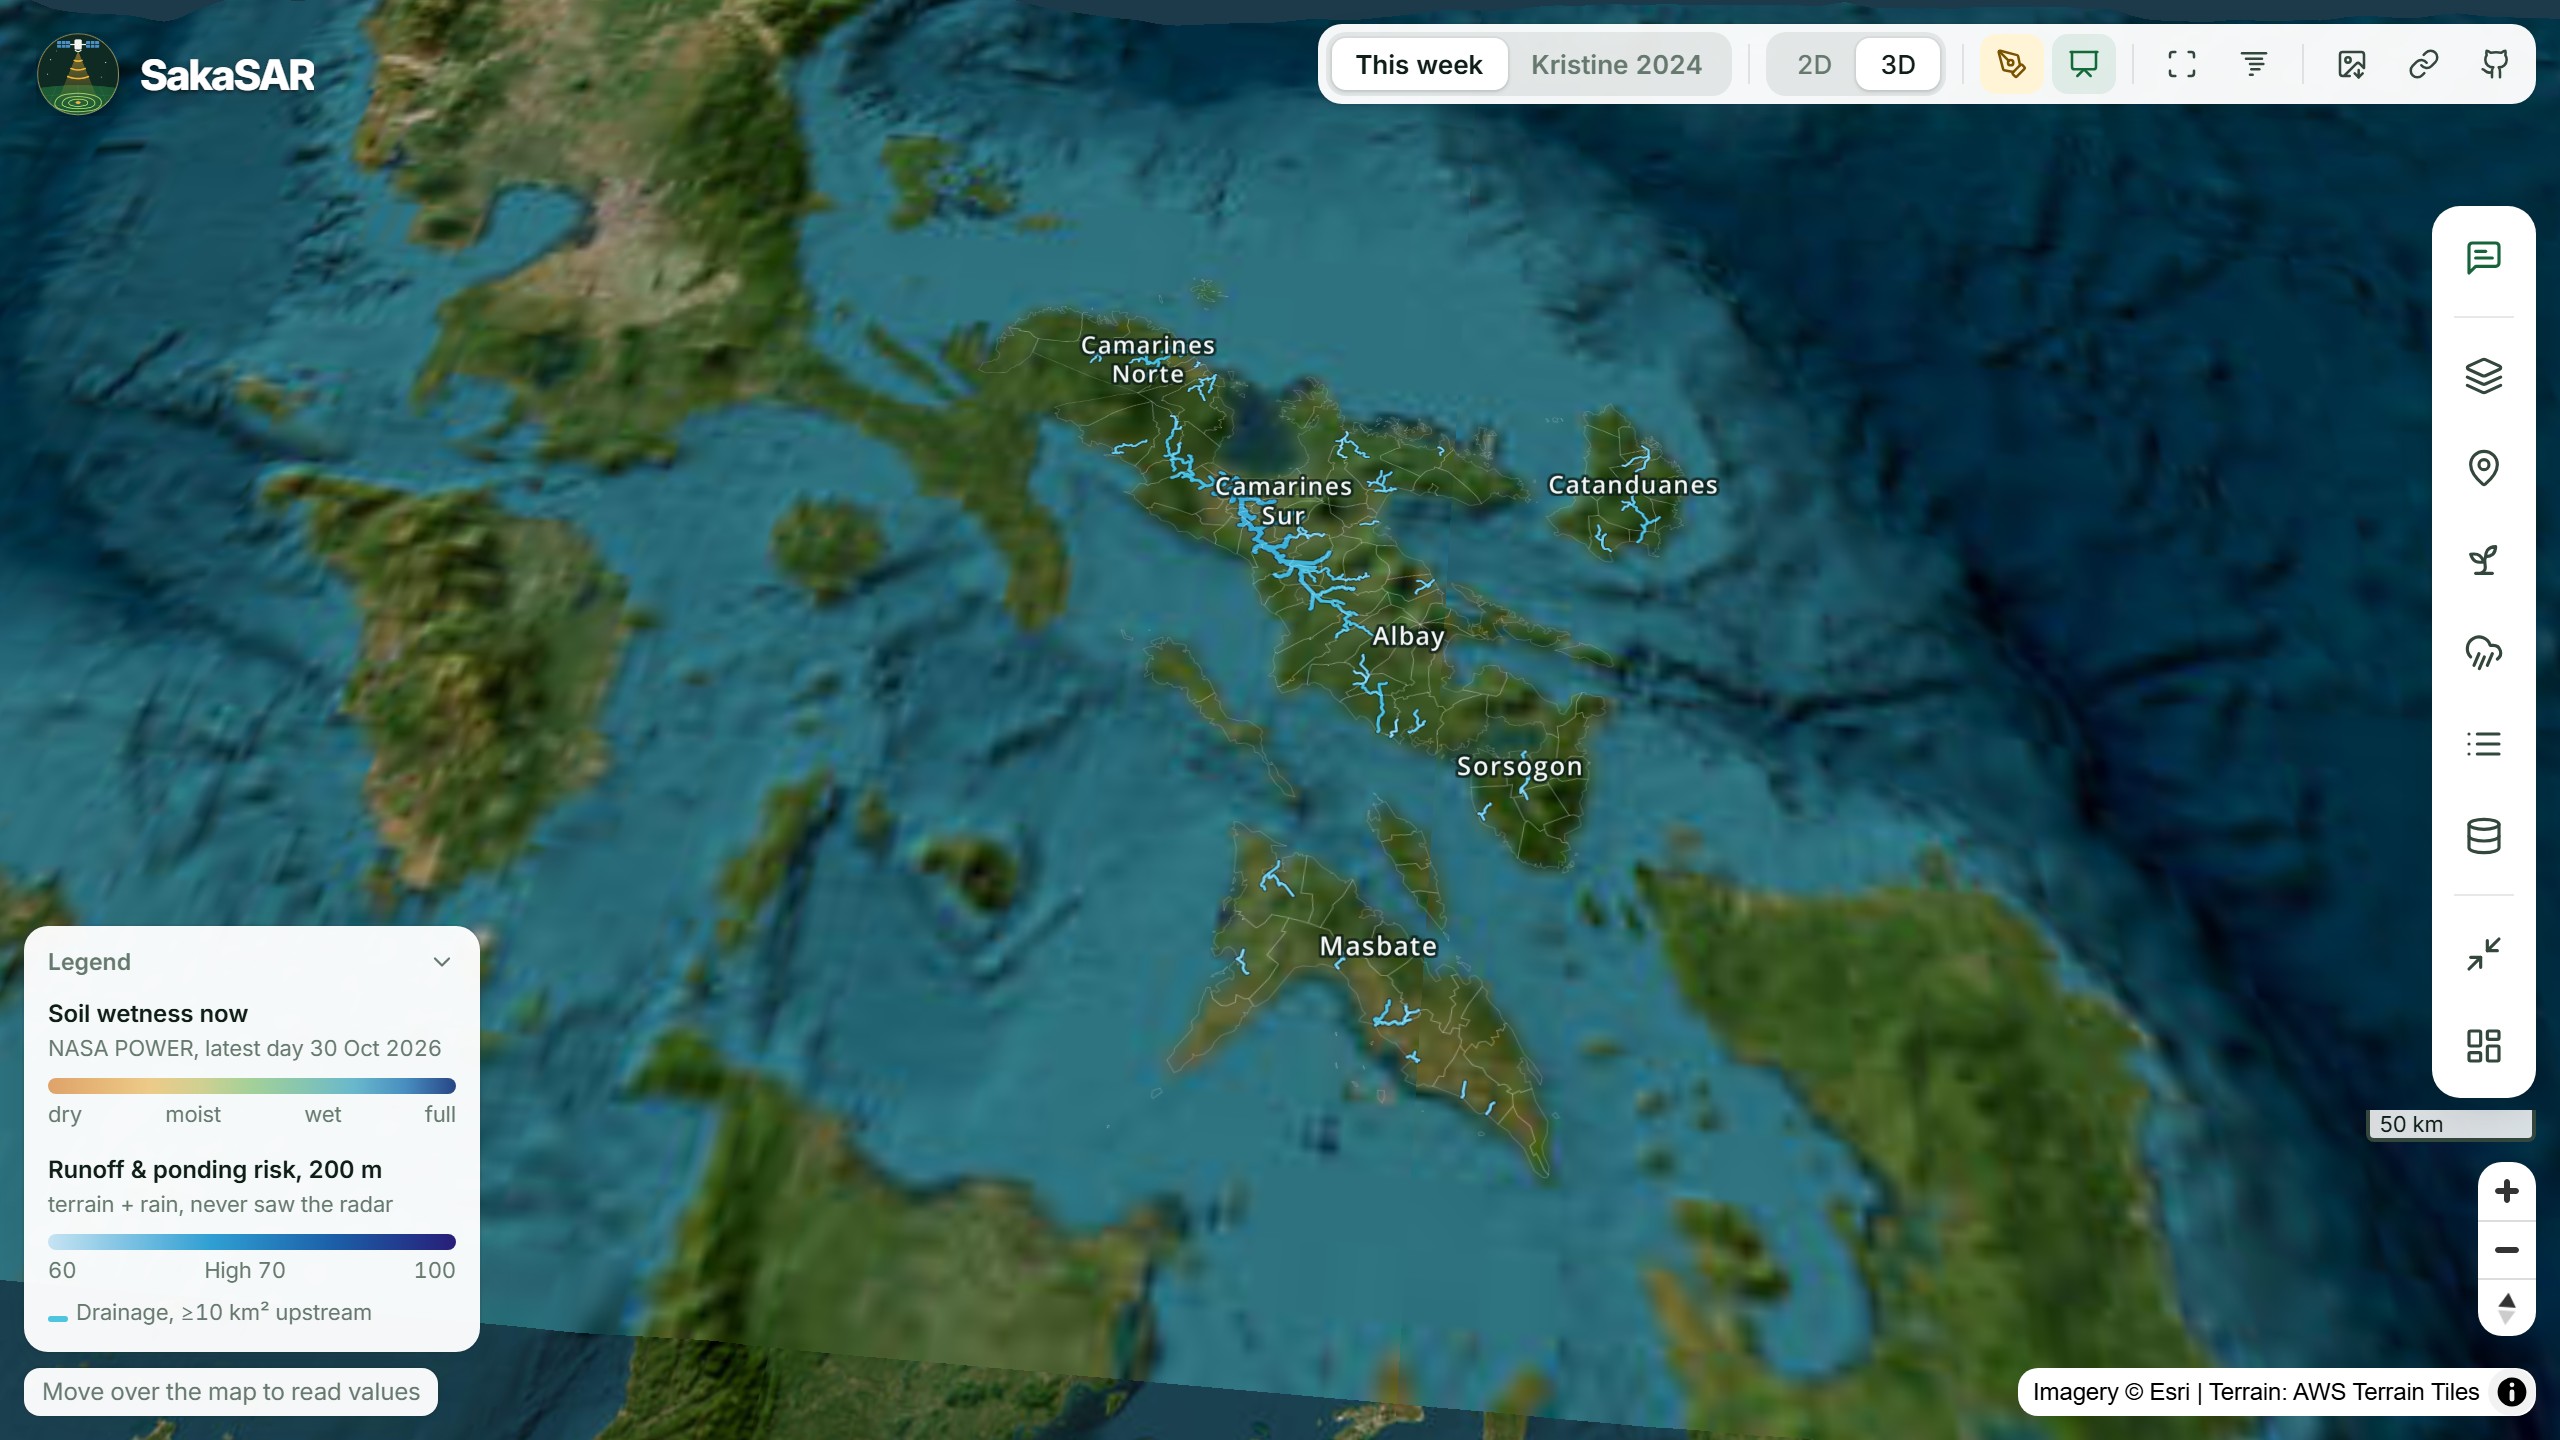 SakaSAR
This week
Kristine 2024
2D
3D
Camarines
Norte
Camarines
Sur
Catanduanes
Albay
Sorsogon
Masbate
Legend
Soil wetness now
NASA POWER, latest day 30 Oct 2026
dry moist wet full
Runoff & ponding risk, 200 m
terrain + rain, never saw the radar
60 High 70 100
Drainage, ≥10 km² upstream
Move over the map to read values
50 km
Imagery © Esri | Terrain: AWS Terrain Tiles